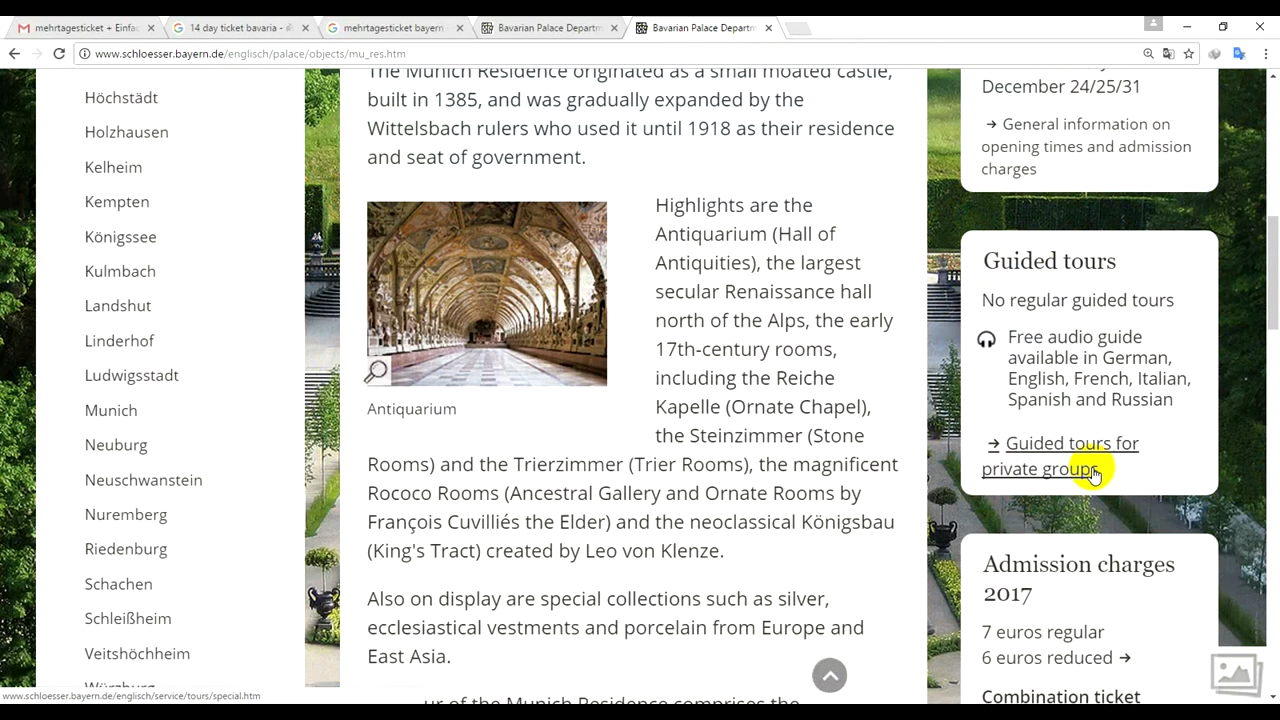 mehrtagesticket + Einfac
14 day ticket bavaria -
mehrtagesticket bayern
Bavarian Palace Departm
Bavarian Palace Departm
www.schloesser.bayern.de/englisch/palace/objects/mu_res.htm
Höchstädt
Holzhausen
Kelheim
Kempten
Königssee
Kulmbach
Landshut
Linderhof
Ludwigsstadt
Munich
Neuburg
Neuschwanstein
Nuremberg
Riedenburg
Schachen
Schleißheim
Veitshöchheim
Würzburg
www.schloesser.bayern.de/englisch/service/tours/special.htm
The Munich Residence originated as a small moated castle,
built in 1385, and was gradually expanded by the
Wittelsbach rulers who used it until 1918 as their residence
and seat of government.
Antiquarium
Highlights are the
Antiquarium (Hall of
Antiquities), the largest
secular Renaissance hall
north of the Alps, the early
17th-century rooms,
including the Reiche
Kapelle (Ornate Chapel),
the Steinzimmer (Stone
Rooms) and the Trierzimmer (Trier Rooms), the magnificent
Rococo Rooms (Ancestral Gallery and Ornate Rooms by
François Cuvilliés the Elder) and the neoclassical Königsbau
(King's Tract) created by Leo von Klenze.
Also on display are special collections such as silver,
ecclesiastical vestments and porcelain from Europe and
East Asia.
ur of the Munich Residence comprises the
December 24/25/31
→ General information on
opening times and admission
charges
Guided tours
No regular guided tours
Free audio guide
available in German,
English, French, Italian,
Spanish and Russian
→ Guided tours for
private groups
Admission charges
2017
7 euros regular
6 euros reduced →
Combination ticket